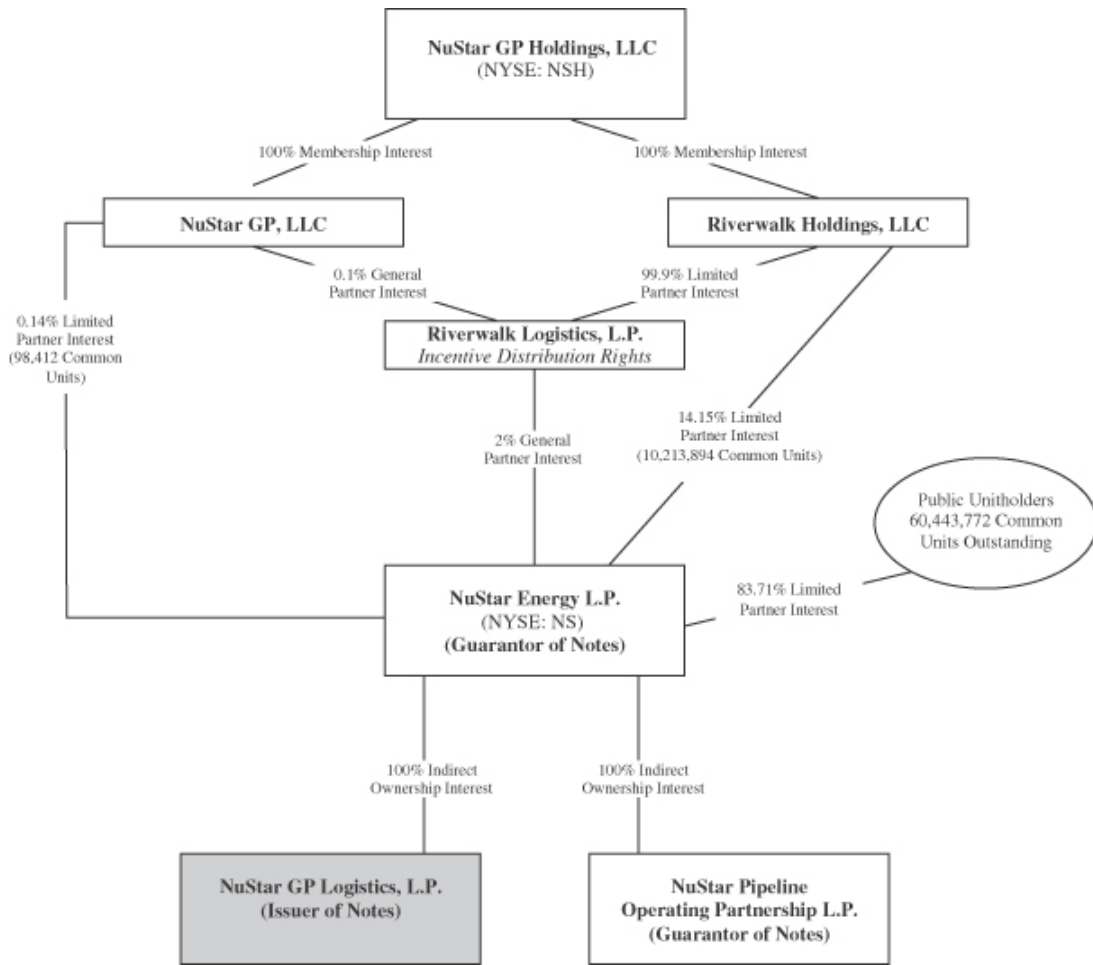 NuStar GP Holdings, LLC
(NYSE: NSH)
100% Membership Interest
100% Membership Interest
NuStar GP, LLC
Riverwalk Holdings, LLC
0.1% General
Partner Interest
99.9% Limited
Partner Interest
0.14% Limited
Partner Interest
(98,412 Common
Units)
Riverwalk Logistics, L.P.
Incentive Distribution Rights
2% General
Partner Interest
14.15% Limited
Partner Interest
(10,213,894 Common Units)
Public Unitholders
60,443,772 Common
Units Outstanding
83.71% Limited
Partner Interest
NuStar Energy L.P.
(NYSE: NS)
(Guarantor of Notes)
100% Indirect
Ownership Interest
100% Indirect
Ownership Interest
NuStar GP Logistics, L.P.
(Issuer of Notes)
NuStar Pipeline
Operating Partnership L.P.
(Guarantor of Notes)